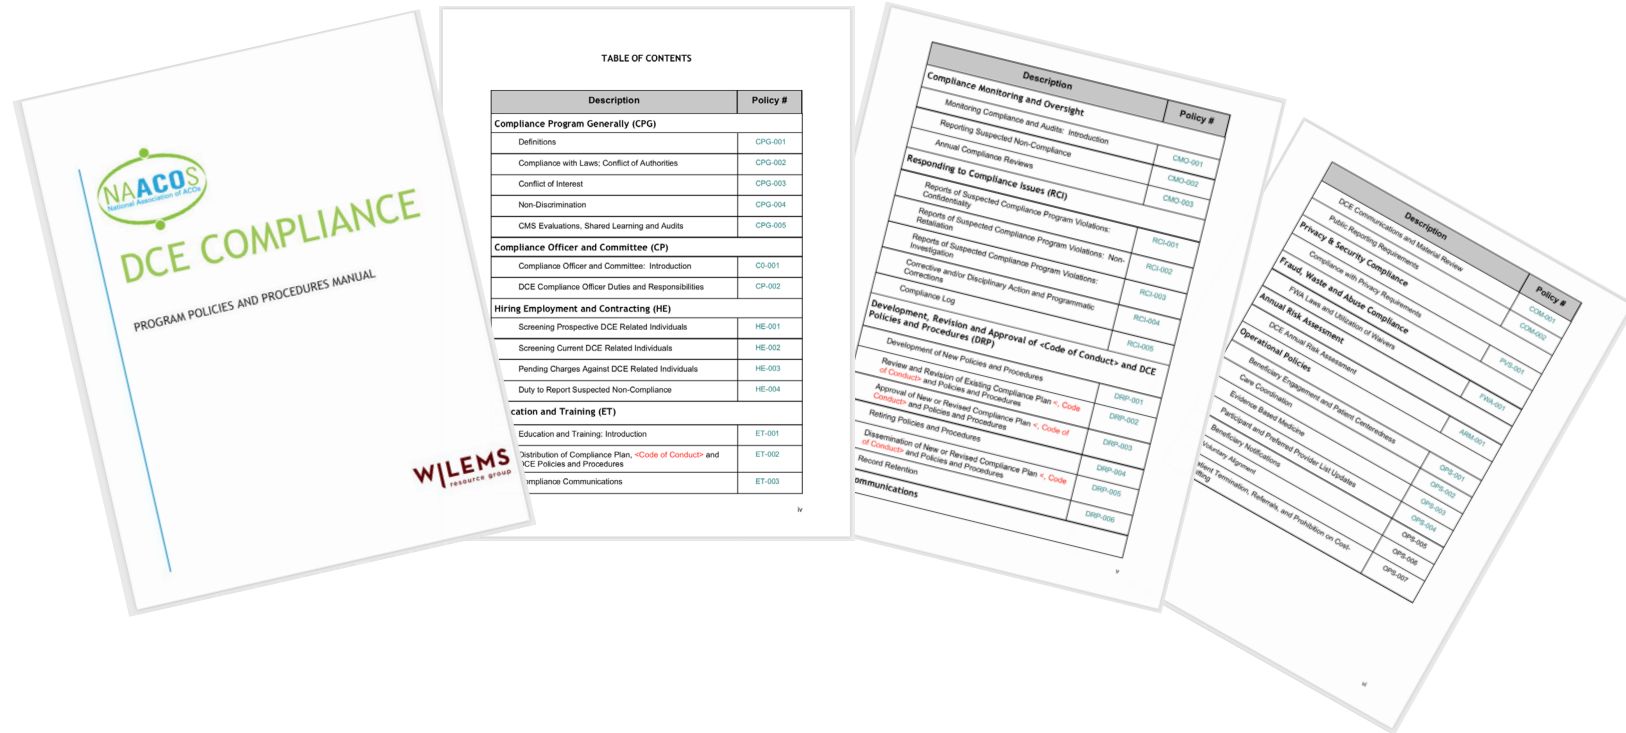 NAACOS
National Association of ACOs
DCE COMPLIANCE
PROGRAM POLICIES AND PROCEDURES MANUAL
WILEMS
resource group
TABLE OF CONTENTS
Description Policy #
Compliance Program Generally (CPG)
Definitions CPG-001
Compliance with Laws; Conflict of Authorities CPG-002
Conflict of Interest CPG-003
Non-Discrimination CPG-004
CMS Evaluations, Shared Learning and Audits CPG-005
Compliance Officer and Committee (CP)
Compliance Officer and Committee: Introduction C0-001
DCE Compliance Officer Duties and Responsibilities CP-002
Hiring Employment and Contracting (HE)
Screening Prospective DCE Related Individuals HE-001
Screening Current DCE Related Individuals HE-002
Pending Charges Against DCE Related Individuals HE-003
Duty to Report Suspected Non-Compliance HE-004
cation and Training (ET)
Education and Training: Introduction ET-001
Distribution of Compliance Plan, <Code of Conduct> and ET-002
DCE Policies and Procedures
mpliance Communications ET-003
iv
Description Policy #
Compliance Monitoring and Oversight
Monitoring Compliance and Audits: Introduction CMO-001
Reporting Suspected Non-Compliance CMO-002
Annual Compliance Reviews CMO-003
Responding to Compliance Issues (RCI)
Reports of Suspected Compliance Program Violations: RCI-001
Confidentiality
Reports of Suspected Compliance Program Violations: Non- RCI-002
Retaliation
Reports of Suspected Compliance Program Violations: RCI-003
Investigation
Corrective and/or Disciplinary Action and Programmatic RCI-004
Corrections
Compliance Log RCI-005
Development, Revision and Approval of <Code of Conduct> and DCE
Policies and Procedures (DRP)
Development of New Policies and Procedures DRP-001
Review and Revision of Existing Compliance Plan <, Code DRP-002
of Conduct> and Policies and Procedures
Approval of New or Revised Compliance Plan <, Code of DRP-003
Conduct> and Policies and Procedures
Retiring Policies and Procedures DRP-004
Dissemination of New or Revised Compliance Plan <, Code DRP-005
of Conduct> and Policies and Procedures
Record Retention DRP-006
ommunications
v
Description Policy #
DCE Communications and Material Review COM-001
Public Reporting Requirements COM-002
Privacy & Security Compliance
Compliance with Privacy Requirements PVS-001
Fraud, Waste and Abuse Compliance
FWA Laws and Utilization of Waivers FWA-001
Annual Risk Assessment
DCE Annual Risk Assessment ARM-001
Operational Policies
Beneficiary Engagement and Patient Centeredness OPS-001
Care Coordination OPS-002
Evidence Based Medicine OPS-003
Participant and Preferred Provider List Updates OPS-004
Beneficiary Notifications OPS-005
Voluntary Alignment OPS-006
tient Termination, Referrals, and Prohibition on Cost- OPS-007
ifting
vi